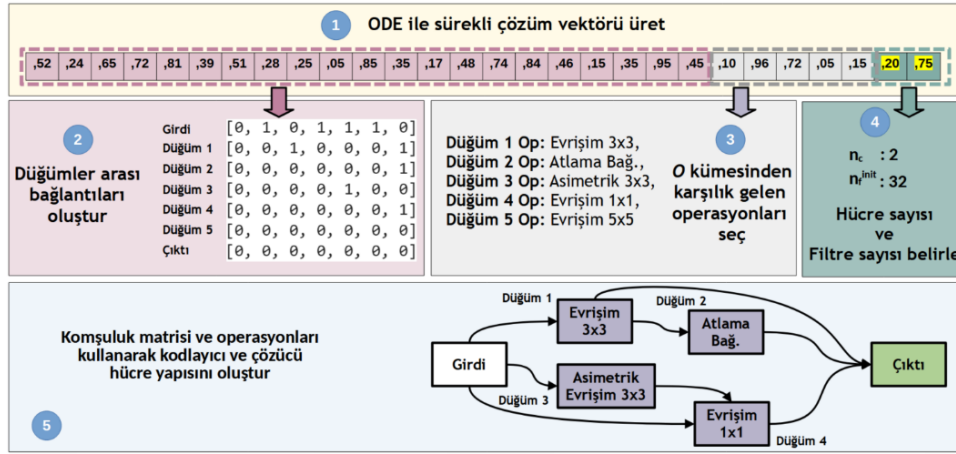 1 ODE ile sürekli çözüm vektörü üret
,52 ,24 ,65 ,72 ,81 ,39 ,51 ,28 ,25 ,05 ,85 ,35 ,17 ,48 ,74 ,84 ,46 ,15 ,35 ,95 ,45 ,10 ,96 ,72 ,05 ,15 ,20 ,75
2
Düğümler arası
bağlantıları
oluştur
Girdi [0, 1, 0, 1, 1, 1, 0]
Düğüm 1 [0, 0, 1, 0, 0, 0, 1]
Düğüm 2 [0, 0, 0, 0, 0, 0, 1]
Düğüm 3 [0, 0, 0, 0, 1, 0, 0]
Düğüm 4 [0, 0, 0, 0, 0, 0, 1]
Düğüm 5 [0, 0, 0, 0, 0, 0, 0]
Çıktı [0, 0, 0, 0, 0, 0, 0]
Düğüm 1 Op: Evrişim 3x3,
Düğüm 2 Op: Atlama Bağ.,
Düğüm 3 Op: Asimetrik 3x3,
Düğüm 4 Op: Evrişim 1x1,
Düğüm 5 Op: Evrişim 5x5
3
O kümesinden
karşılık gelen
operasyonları
seç
4
n_c : 2
n_f^init : 32
Hücre sayısı
ve
Filtre sayısı belirle
Komşuluk matrisi ve operasyonları
kullanarak kodlayıcı ve çözücü
hücre yapısını oluştur
5
Girdi
Düğüm 1
Evrişim
3x3
Düğüm 2
Atlama
Bağ.
Düğüm 3
Asimetrik
Evrişim 3x3
Evrişim
1x1
Düğüm 4
Çıktı